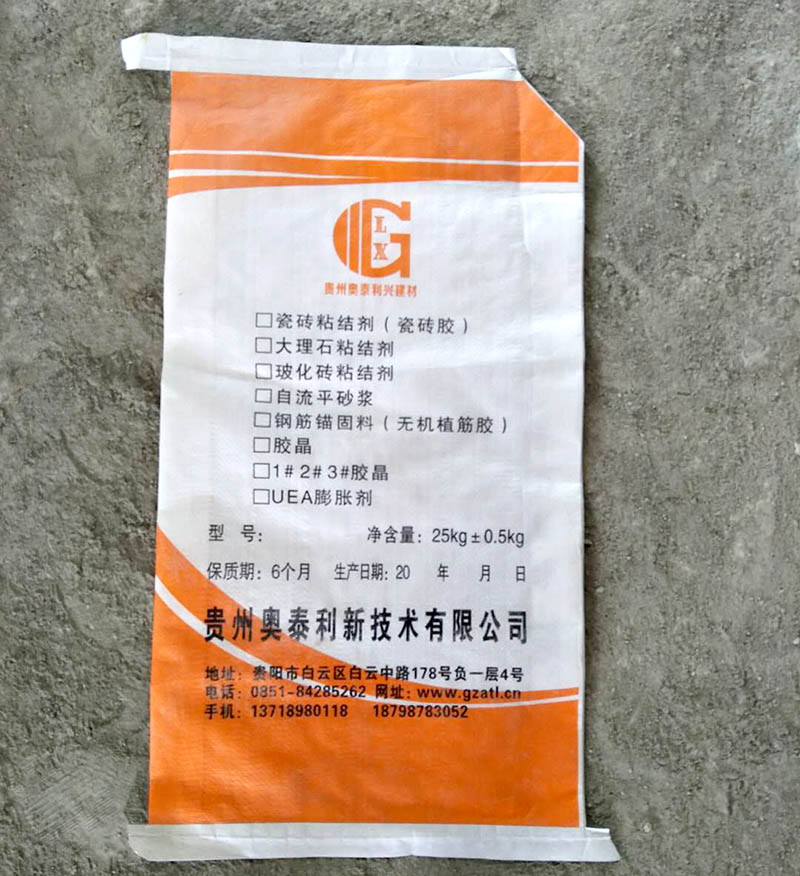 G
LX
贵州奥泰利兴建材
□瓷砖粘结剂（瓷砖胶）
□大理石粘结剂
□玻化砖粘结剂
□自流平砂浆
□钢筋锚固料（无机植筋胶）
□胶晶
□1#2#3#胶晶
□UEA膨胀剂
型 号： 净含量：25kg±0.5kg
保质期：6个月 生产日期：20 年 月 日
贵州奥泰利新技术有限公司
地址：贵阳市白云区白云中路178号负一层4号
电话：0851-84285262 网址：www.gzatl.cn
手机：13718980118 18798783052